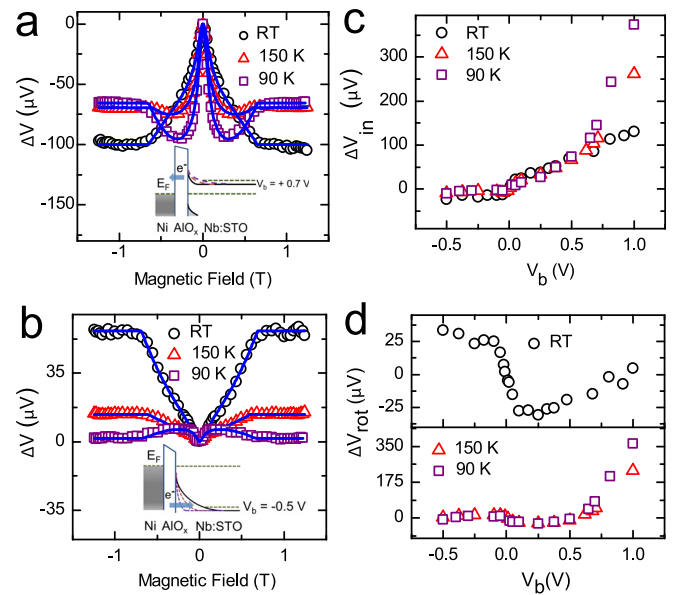 a
ΔV (μV)
0
-50
-100
-150
RT
150 K
90 K
e⁻
E_F
V_b = + 0.7 V
Ni AlO_x Nb:STO
-1 0 1
Magnetic Field (T)
c
ΔV_in (μV)
350
300
200
100
0
RT
150 K
90 K
-0.5 0.0 0.5 1.0
V_b (V)
b
ΔV (μV)
35
0
-35
RT
150 K
90 K
E_F
e⁻
V_b = -0.5 V
Ni AlO_x Nb:STO
-1 0 1
Magnetic Field (T)
d
ΔV_rot (μV)
25
0
-25
RT
350
175
0
150 K
90 K
-0.5 0.0 0.5 1.0
V_b(V)